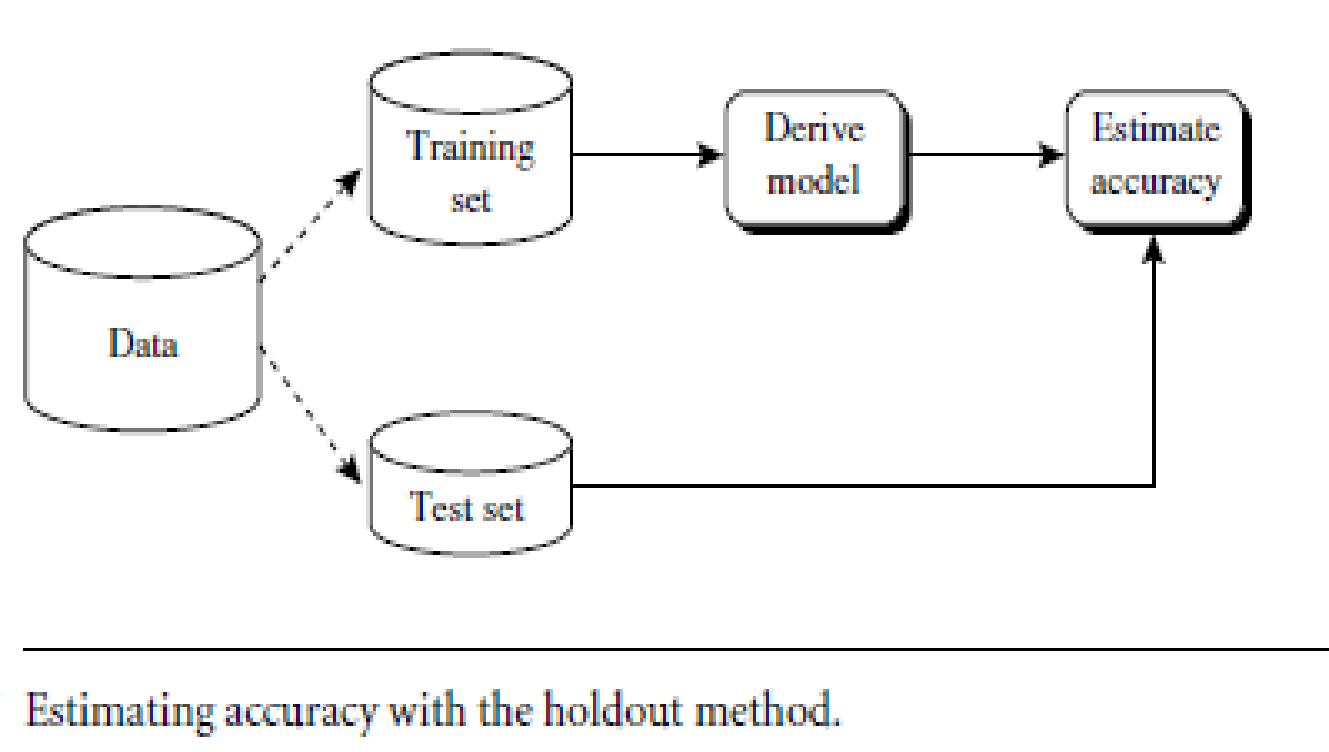 Training
set
Derive
model
Estimate
accuracy
Data
Test set
Estimating accuracy with the holdout method.